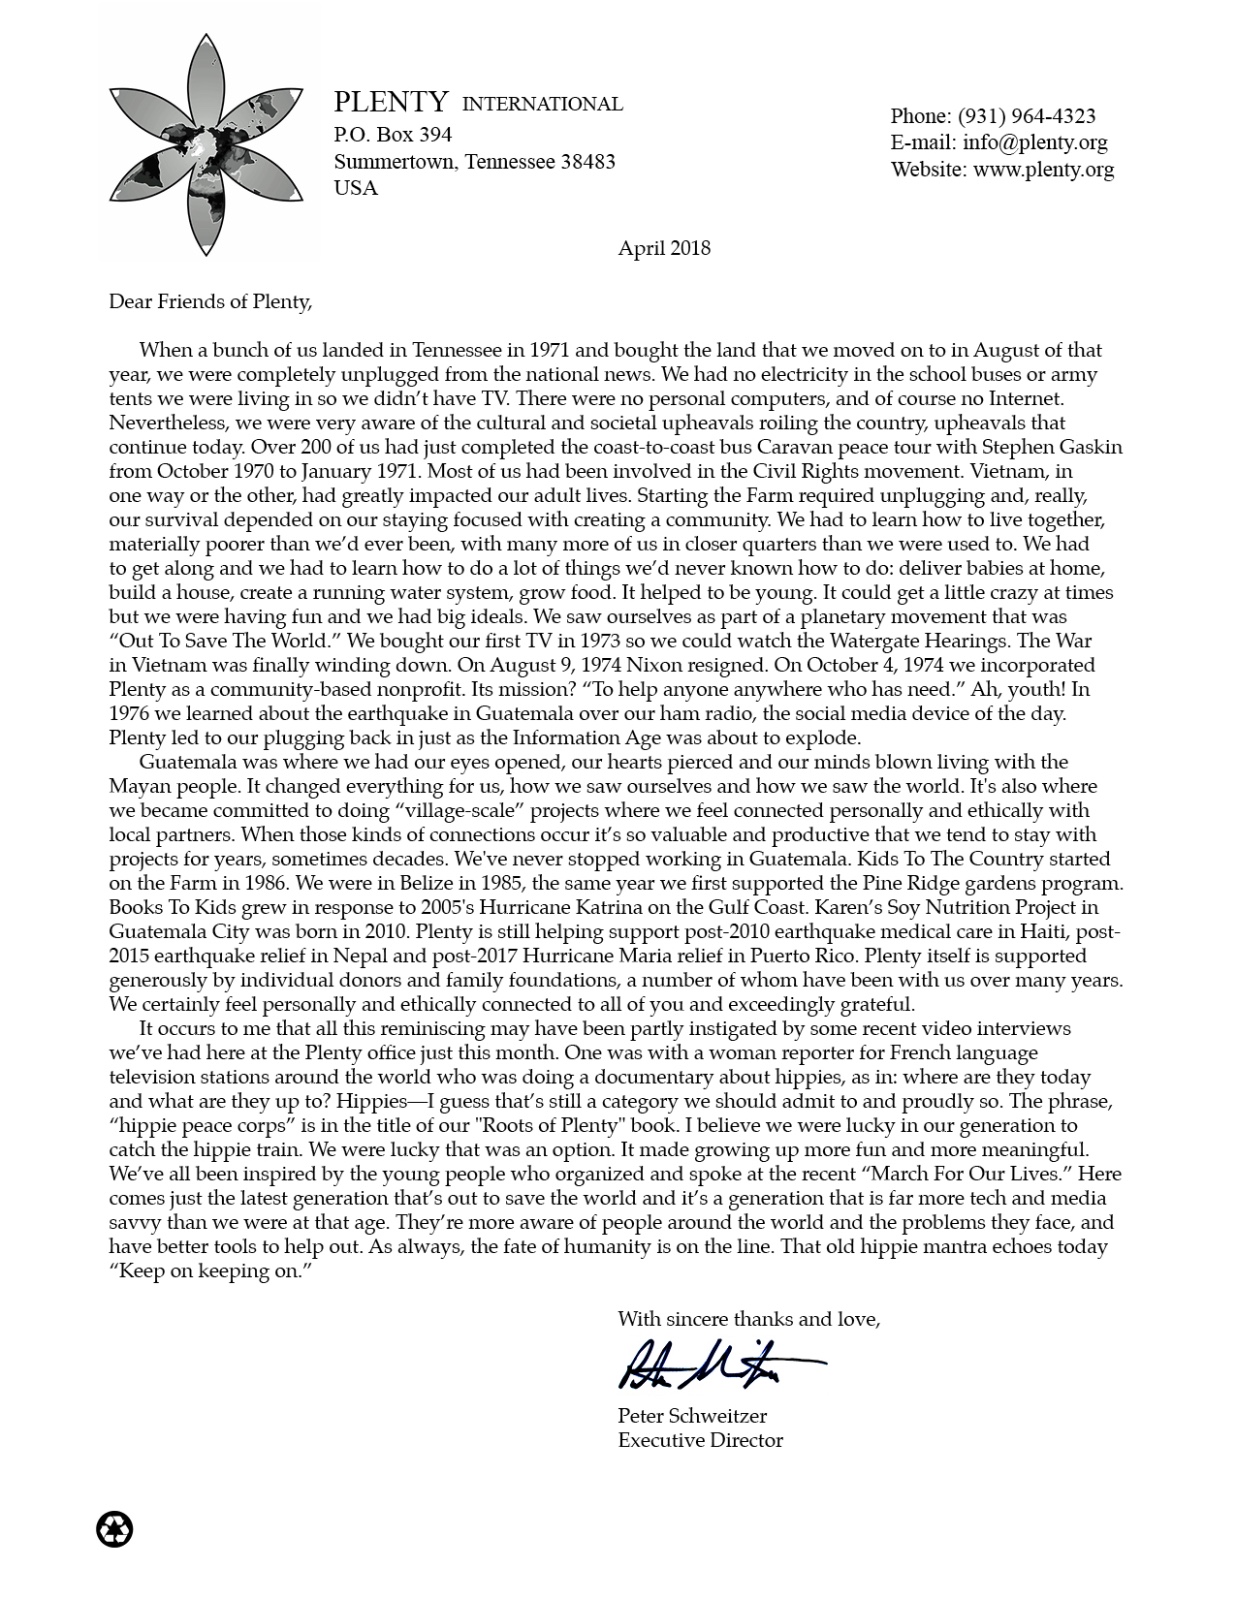 PLENTY INTERNATIONAL
P.O. Box 394
Summertown, Tennessee 38483
USA
Phone: (931) 964-4323
E-mail: info@plenty.org
Website: www.plenty.org
April 2018
Dear Friends of Plenty,
When a bunch of us landed in Tennessee in 1971 and bought the land that we moved on to in August of that
year, we were completely unplugged from the national news. We had no electricity in the school buses or army
tents we were living in so we didn’t have TV. There were no personal computers, and of course no Internet.
Nevertheless, we were very aware of the cultural and societal upheavals roiling the country, upheavals that
continue today. Over 200 of us had just completed the coast-to-coast bus Caravan peace tour with Stephen Gaskin
from October 1970 to January 1971. Most of us had been involved in the Civil Rights movement. Vietnam, in
one way or the other, had greatly impacted our adult lives. Starting the Farm required unplugging and, really,
our survival depended on our staying focused with creating a community. We had to learn how to live together,
materially poorer than we’d ever been, with many more of us in closer quarters than we were used to. We had
to get along and we had to learn how to do a lot of things we’d never known how to do: deliver babies at home,
build a house, create a running water system, grow food. It helped to be young. It could get a little crazy at times
but we were having fun and we had big ideals. We saw ourselves as part of a planetary movement that was
“Out To Save The World.” We bought our first TV in 1973 so we could watch the Watergate Hearings. The War
in Vietnam was finally winding down. On August 9, 1974 Nixon resigned. On October 4, 1974 we incorporated
Plenty as a community-based nonprofit. Its mission? “To help anyone anywhere who has need.” Ah, youth! In
1976 we learned about the earthquake in Guatemala over our ham radio, the social media device of the day.
Plenty led to our plugging back in just as the Information Age was about to explode.
Guatemala was where we had our eyes opened, our hearts pierced and our minds blown living with the
Mayan people. It changed everything for us, how we saw ourselves and how we saw the world. It's also where
we became committed to doing “village-scale” projects where we feel connected personally and ethically with
local partners. When those kinds of connections occur it’s so valuable and productive that we tend to stay with
projects for years, sometimes decades. We've never stopped working in Guatemala. Kids To The Country started
on the Farm in 1986. We were in Belize in 1985, the same year we first supported the Pine Ridge gardens program.
Books To Kids grew in response to 2005's Hurricane Katrina on the Gulf Coast. Karen’s Soy Nutrition Project in
Guatemala City was born in 2010. Plenty is still helping support post-2010 earthquake medical care in Haiti, post-
2015 earthquake relief in Nepal and post-2017 Hurricane Maria relief in Puerto Rico. Plenty itself is supported
generously by individual donors and family foundations, a number of whom have been with us over many years.
We certainly feel personally and ethically connected to all of you and exceedingly grateful.
It occurs to me that all this reminiscing may have been partly instigated by some recent video interviews
we’ve had here at the Plenty office just this month. One was with a woman reporter for French language
television stations around the world who was doing a documentary about hippies, as in: where are they today
and what are they up to? Hippies—I guess that’s still a category we should admit to and proudly so. The phrase,
“hippie peace corps” is in the title of our "Roots of Plenty" book. I believe we were lucky in our generation to
catch the hippie train. We were lucky that was an option. It made growing up more fun and more meaningful.
We’ve all been inspired by the young people who organized and spoke at the recent “March For Our Lives.” Here
comes just the latest generation that’s out to save the world and it’s a generation that is far more tech and media
savvy than we were at that age. They’re more aware of people around the world and the problems they face, and
have better tools to help out. As always, the fate of humanity is on the line. That old hippie mantra echoes today
“Keep on keeping on.”
With sincere thanks and love,
Peter Schweitzer
Executive Director